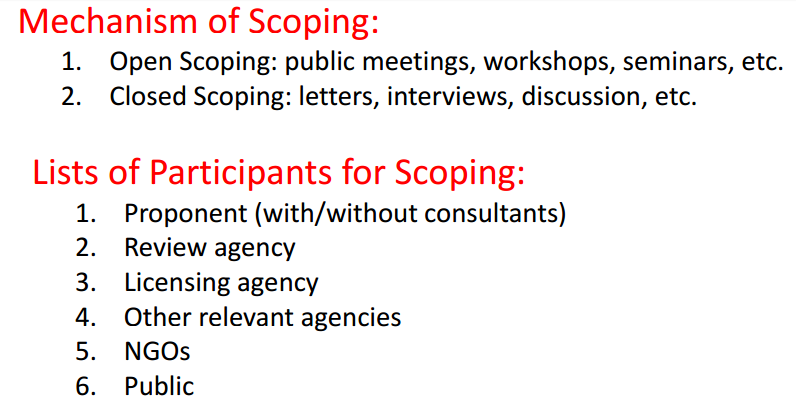 Mechanism of Scoping:
1. Open Scoping: public meetings, workshops, seminars, etc.
2. Closed Scoping: letters, interviews, discussion, etc.
Lists of Participants for Scoping:
1. Proponent (with/without consultants)
2. Review agency
3. Licensing agency
4. Other relevant agencies
5. NGOs
6. Public